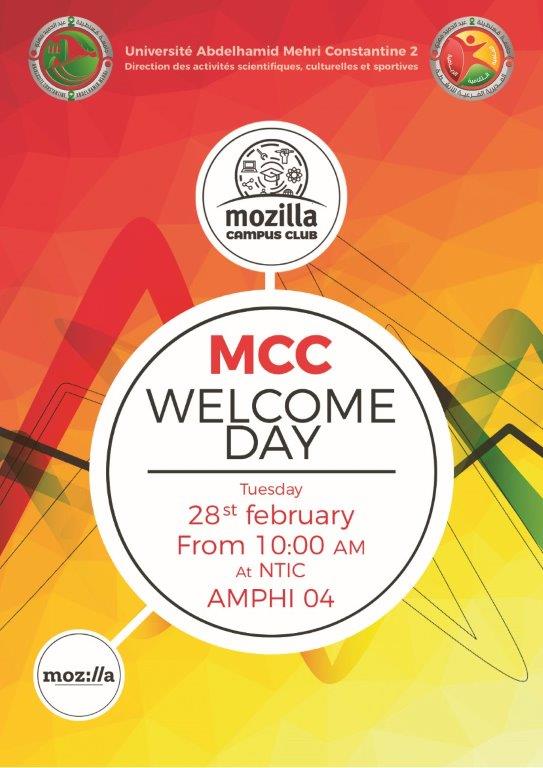 Université Abdelhamid Mehri Constantine 2
Direction des activités scientifiques, culturelles et sportives
mozilla
CAMPUS CLUB
MCC
WELCOME
DAY
Tuesday
28st february
From 10:00 AM
At NTIC
AMPHI 04
moz://a